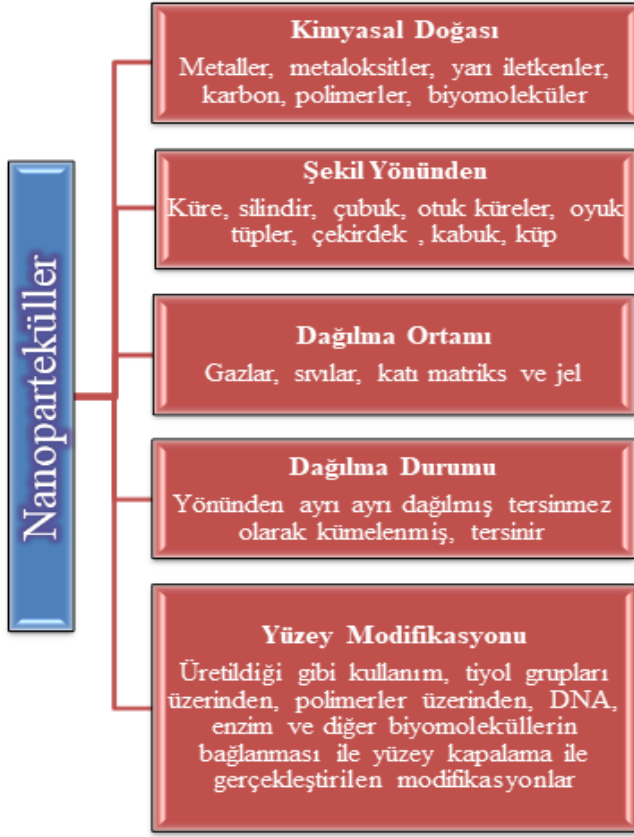 Nanoparteküller
Kimyasal Doğası
Metaller, metaloksitler, yarı iletkenler,
karbon, polimerler, biyomoleküler
Şekil Yönünden
Küre, silindir, çubuk, otuk küreler, oyuk
tüpler, çekirdek , kabuk, küp
Dağılma Ortamı
Gazlar, sıvılar, katı matriks ve jel
Dağılma Durumu
Yönünden ayrı ayrı dağılmış tersinmez
olarak kümelenmiş, tersinir
Yüzey Modifikasyonu
Üretildiği gibi kullanım, tiyol grupları
üzerinden, polimerler üzerinden, DNA,
enzim ve diğer biyomoleküllerin
bağlanması ile yüzey kapalama ile
gerçekleştirilen modifikasyonlar